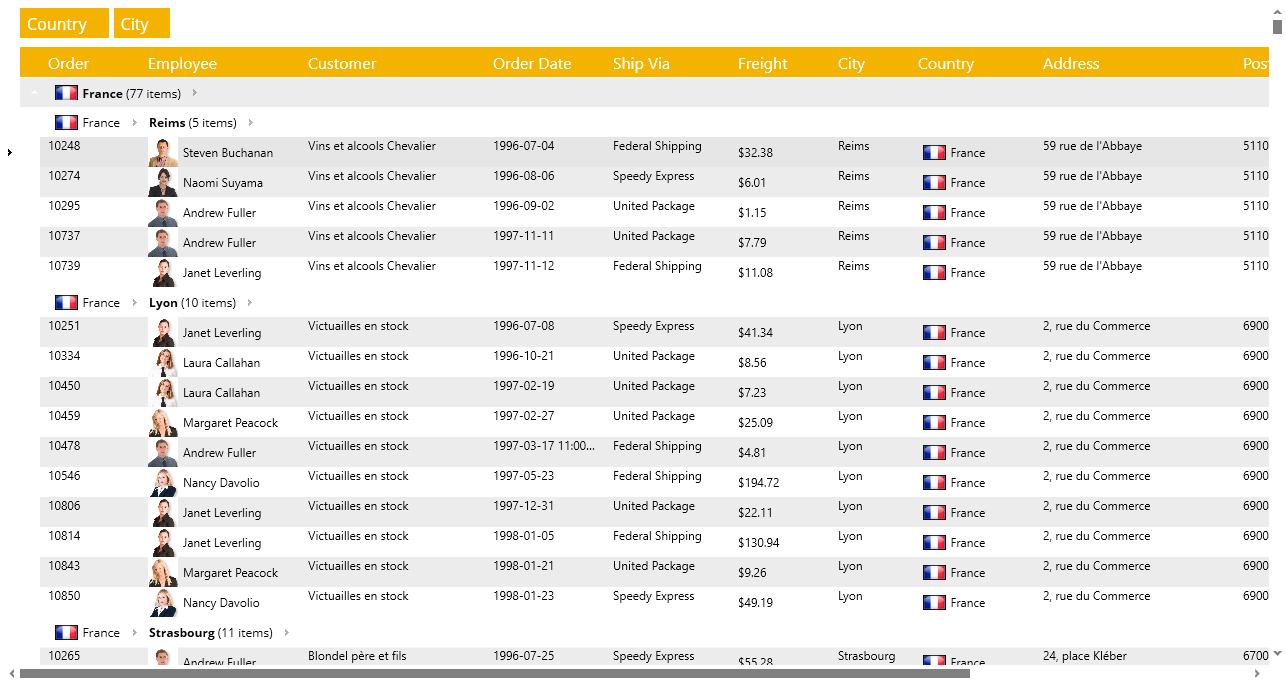 Country City
Order Employee Customer Order Date Ship Via Freight City Country Address Pos
France (77 items)
France Reims (5 items)
10248 Steven Buchanan Vins et alcools Chevalier 1996-07-04 Federal Shipping $32.38 Reims France 59 rue de l'Abbaye 5110
10274 Naomi Suyama Vins et alcools Chevalier 1996-08-06 Speedy Express $6.01 Reims France 59 rue de l'Abbaye 5110
10295 Andrew Fuller Vins et alcools Chevalier 1996-09-02 United Package $1.15 Reims France 59 rue de l'Abbaye 5110
10737 Andrew Fuller Vins et alcools Chevalier 1997-11-11 United Package $7.79 Reims France 59 rue de l'Abbaye 5110
10739 Janet Leverling Vins et alcools Chevalier 1997-11-12 Federal Shipping $11.08 Reims France 59 rue de l'Abbaye 5110
France Lyon (10 items)
10251 Janet Leverling Victuailles en stock 1996-07-08 Speedy Express $41.34 Lyon France 2, rue du Commerce 6900
10334 Laura Callahan Victuailles en stock 1996-10-21 United Package $8.56 Lyon France 2, rue du Commerce 6900
10450 Laura Callahan Victuailles en stock 1997-02-19 United Package $7.23 Lyon France 2, rue du Commerce 6900
10459 Margaret Peacock Victuailles en stock 1997-02-27 United Package $25.09 Lyon France 2, rue du Commerce 6900
10478 Andrew Fuller Victuailles en stock 1997-03-17 11:00... Federal Shipping $4.81 Lyon France 2, rue du Commerce 6900
10546 Nancy Davolio Victuailles en stock 1997-05-23 Federal Shipping $194.72 Lyon France 2, rue du Commerce 6900
10806 Janet Leverling Victuailles en stock 1997-12-31 United Package $22.11 Lyon France 2, rue du Commerce 6900
10814 Janet Leverling Victuailles en stock 1998-01-05 Federal Shipping $130.94 Lyon France 2, rue du Commerce 6900
10843 Margaret Peacock Victuailles en stock 1998-01-21 United Package $9.26 Lyon France 2, rue du Commerce 6900
10850 Nancy Davolio Victuailles en stock 1998-01-23 Speedy Express $49.19 Lyon France 2, rue du Commerce 6900
France Strasbourg (11 items)
10265 Andrew Fuller Blondel père et fils 1996-07-25 Speedy Express $55.28 Strasbourg France 24, place Kléber 6700